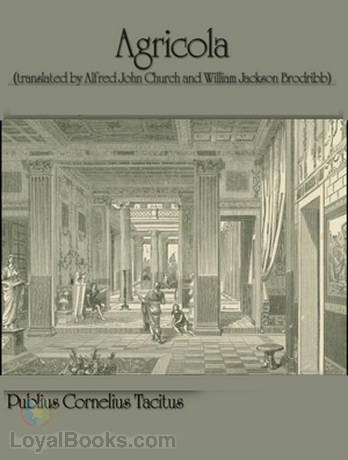 Agricola
(translated by Alfred John Church and William Jackson Brodribb)
Publius Cornelius Tacitus
LoyalBooks.com